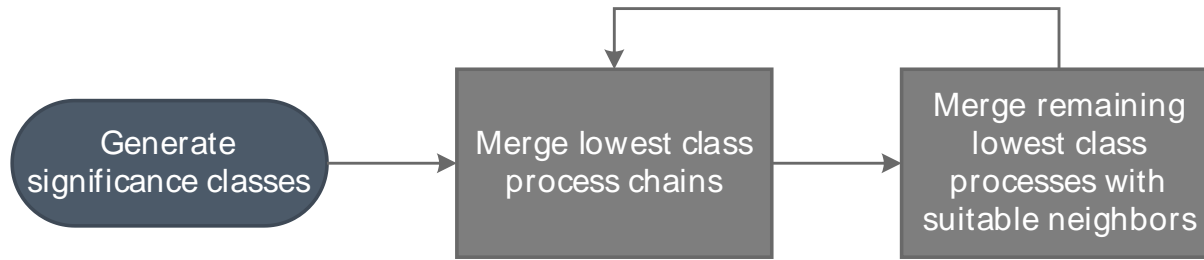 Generate
significance classes
Merge lowest class
process chains
Merge remaining
lowest class
processes with
suitable neighbors